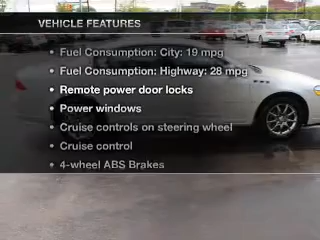 VEHICLE FEATURES
• Fuel Consumption: City: 19 mpg
• Fuel Consumption: Highway: 28 mpg
• Remote power door locks
• Power windows
• Cruise controls on steering wheel
• Cruise control
• 4-wheel ABS Brakes